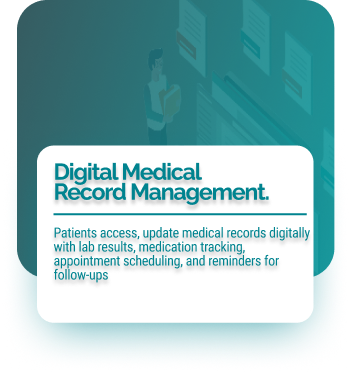 Digital Medical
Record Management.
Patients access, update medical records digitally
with lab results, medication tracking,
appointment scheduling, and reminders for
follow-ups